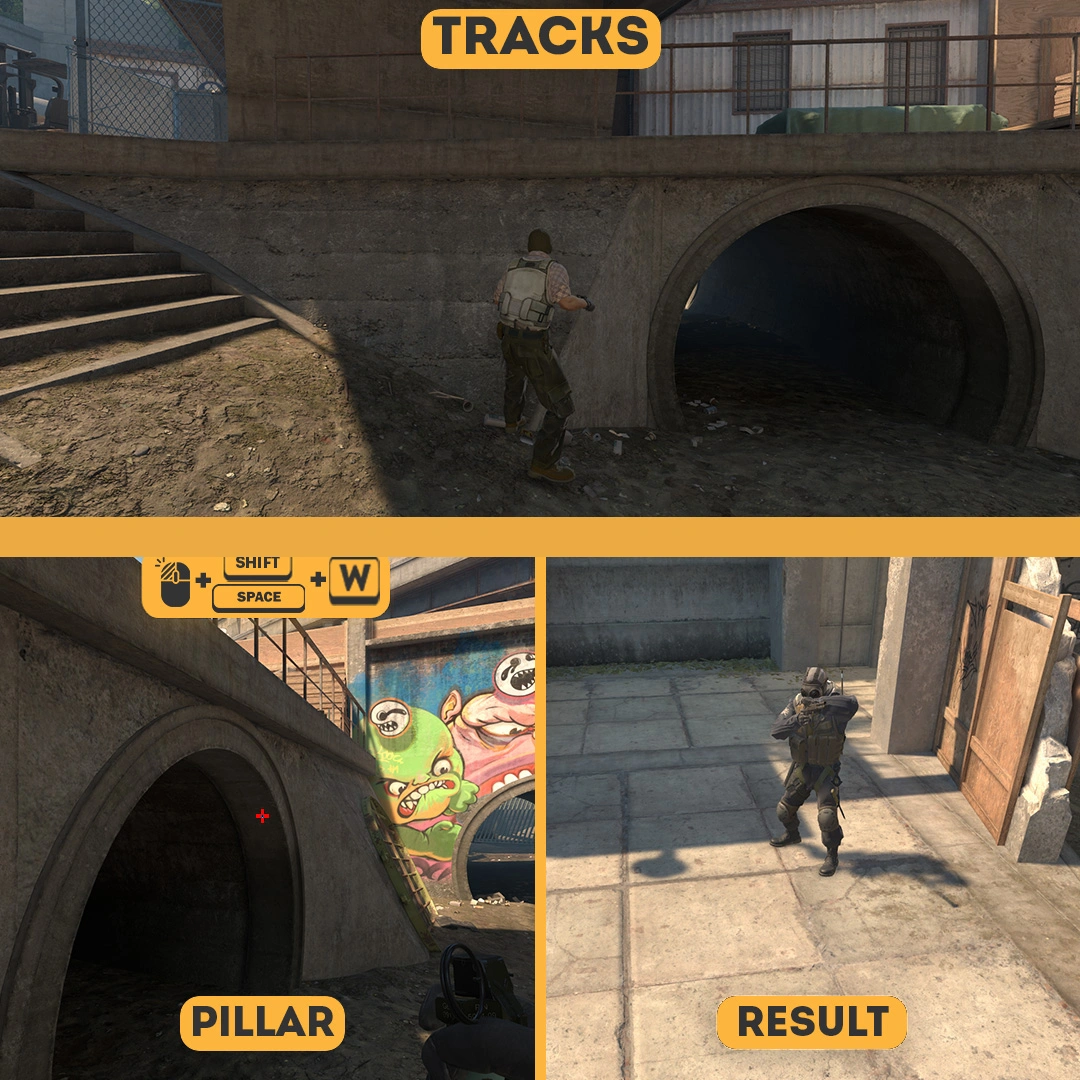 TRACKS
SHIFT
+ + W
SPACE
PILLAR
RESULT